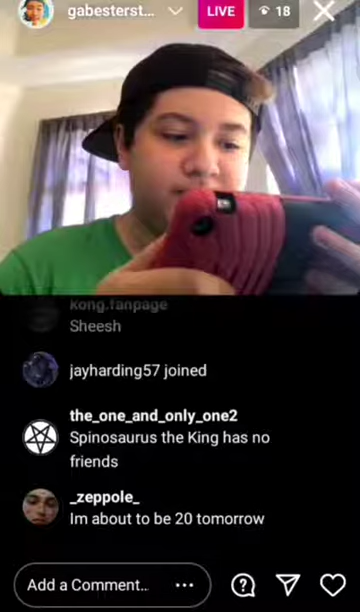 gabesterst...
LIVE
18
kong.fanpage
Sheesh
jayharding57 joined
the_one_and_only_one2
Spinosaurus the King has no
friends
_zeppole_
Im about to be 20 tomorrow
Add a Comment...